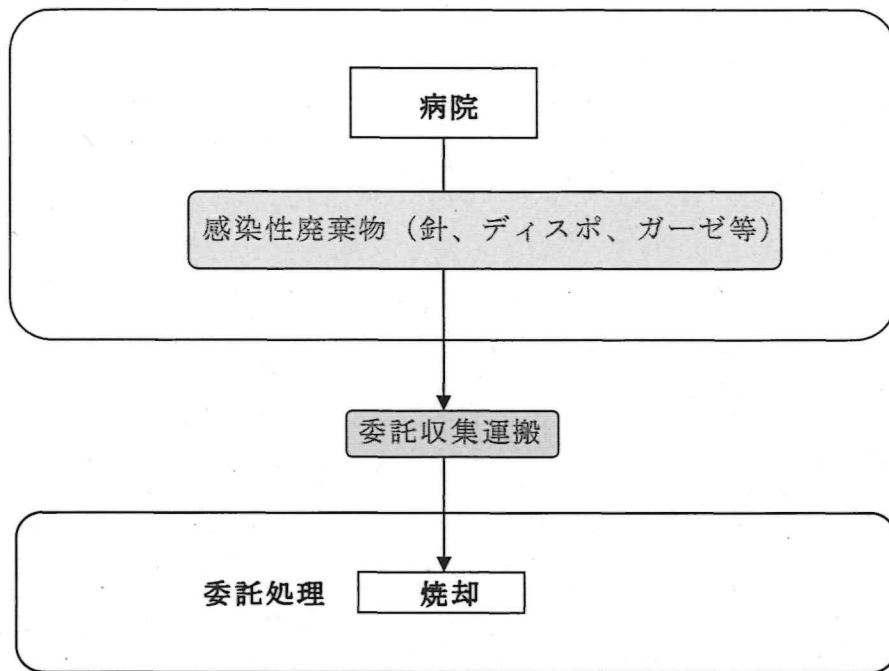 病院
感染性廃棄物（針、ディスポ、ガーゼ等）
委託収集運搬
委託処理
焼却